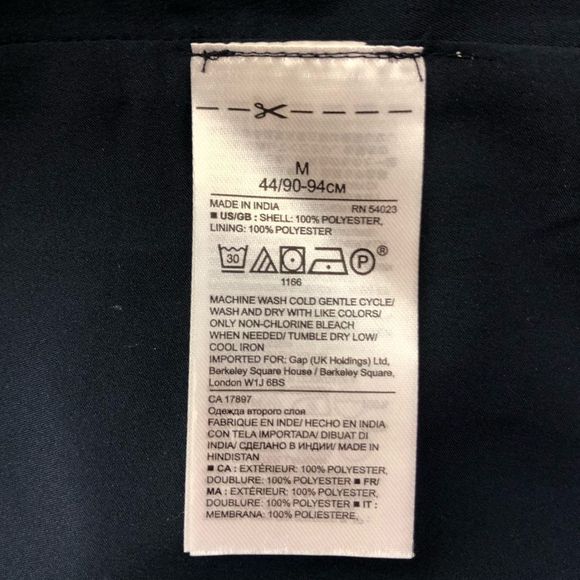 M
44/90-94CM
MADE IN INDIA RN 54023
■ US/GB : SHELL: 100% POLYESTER,
LINING: 100% POLYESTER
30 P ®
1166
MACHINE WASH COLD GENTLE CYCLE/
WASH AND DRY WITH LIKE COLORS/
ONLY NON-CHLORINE BLEACH
WHEN NEEDED/ TUMBLE DRY LOW/
COOL IRON
IMPORTED FOR: Gap (UK Holdings) Ltd,
Berkeley Square House / Berkeley Square,
London W1J 6BS
CA 17897
Одежда второго слоя
FABRIQUE EN INDE/ HECHO EN INDIA
CON TELA IMPORTADA/ DIBUAT DI
INDIA/ СДЕЛАНО В ИНДИИ/ MADE IN
HINDISTAN
■ CA : EXTÉRIEUR: 100% POLYESTER,
DOUBLURE: 100% POLYESTER ■ FR/
MA : EXTÉRIEUR: 100% POLYESTER,
DOUBLURE: 100% POLYESTER ■ IT :
MEMBRANA: 100% POLIESTERE,